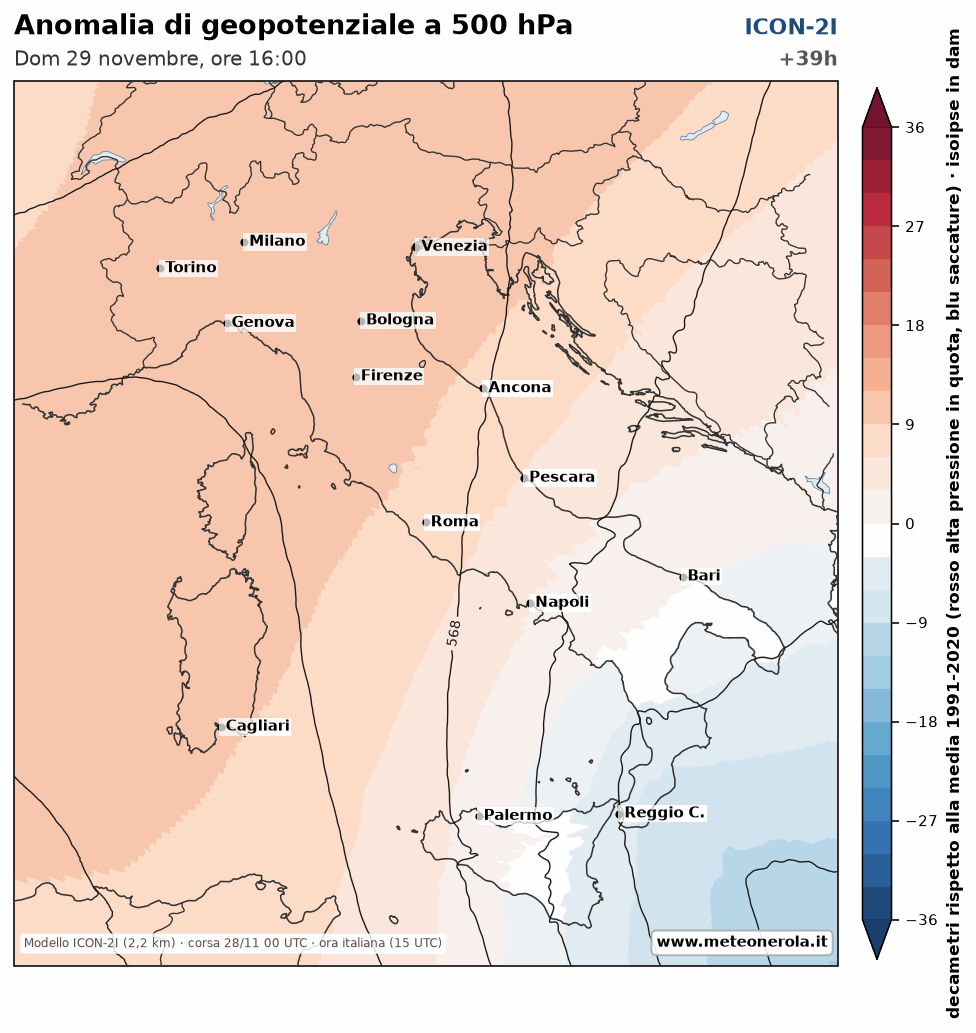 Anomalia di geopotenziale a 500 hPa
ICON-2I
Dom 29 novembre, ore 16:00
+39h
Milano
Venezia
Torino
Genova
Bologna
Firenze
Ancona
Pescara
Roma
Bari
Napoli
568
Cagliari
Palermo
Reggio C.
Modello ICON-2I (2,2 km) · corsa 28/11 00 UTC · ora italiana (15 UTC)
www.meteonerola.it
36
27
18
9
0
−9
−18
−27
−36
decametri rispetto alla media 1991-2020 (rosso alta pressione in quota, blu saccature) · isoipse in dam